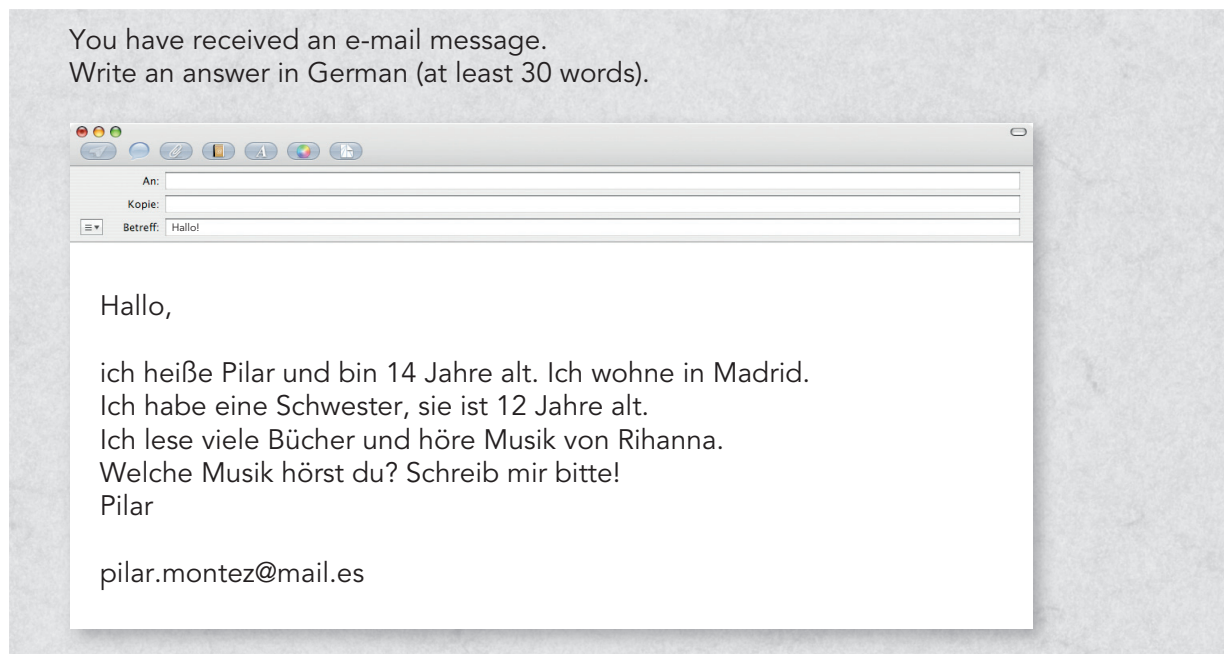 You have received an e-mail message.
Write an answer in German (at least 30 words).
An:
Kopie:
Betreff: Hallo!
Hallo,
ich heiße Pilar und bin 14 Jahre alt. Ich wohne in Madrid.
Ich habe eine Schwester, sie ist 12 Jahre alt.
Ich lese viele Bücher und höre Musik von Rihanna.
Welche Musik hörst du? Schreib mir bitte!
Pilar
pilar.montez@mail.es